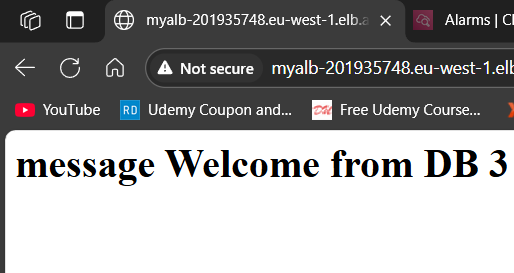 myalb-201935748.eu-west-1.elb.a
Alarms | Cl
Not secure myalb-201935748.eu-west-1.elb
YouTube RD Udemy Coupon and... DU Free Udemy Course...
message Welcome from DB 3